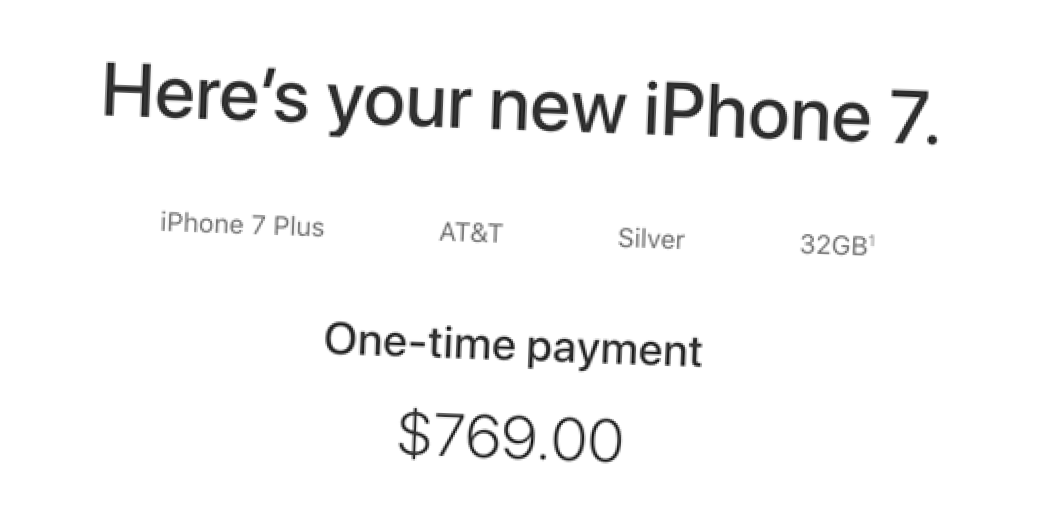 Here’s your new iPhone 7.
iPhone 7 Plus AT&T Silver 32GB¹
One-time payment
$769.00